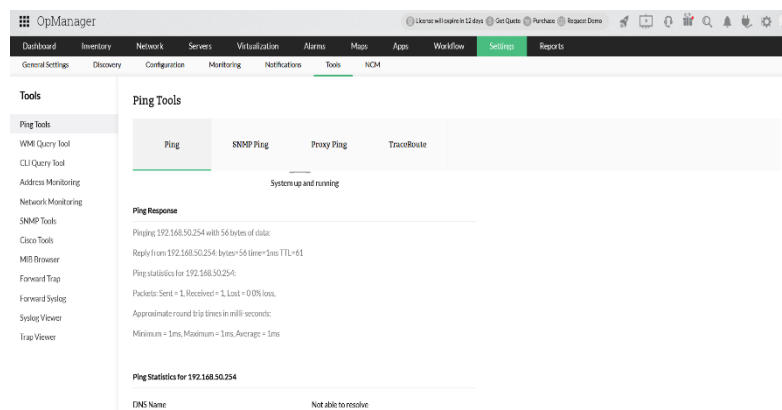 OpManager
License will expire in 12 days Get Quote Purchase Request Demo
Dashboard Inventory Network Servers Virtualization Alarms Maps Apps Workflow Settings Reports
General Settings Discovery Configuration Monitoring Notifications Tools NCM
Tools
Ping Tools
WMI Query Tool
CLI Query Tool
Address Monitoring
Network Monitoring
SNMP Tools
Cisco Tools
MIB Browser
Forward Trap
Forward Syslog
Syslog Viewer
Trap Viewer
Ping Tools
Ping SNMP Ping Proxy Ping TraceRoute
System up and running
Ping Response
Pinging 192.168.50.254 with 56 bytes of data:
Reply from 192.168.50.254: bytes=56 time=1ms TTL=61
Ping statistics for 192.168.50.254:
Packets: Sent = 1, Received = 1, Lost = 0 0% loss,
Approximate round trip times in milli-seconds:
Minimum = 1ms, Maximum = 1ms, Average = 1ms
Ping Statistics for 192.168.50.254
DNS Name Not able to resolve